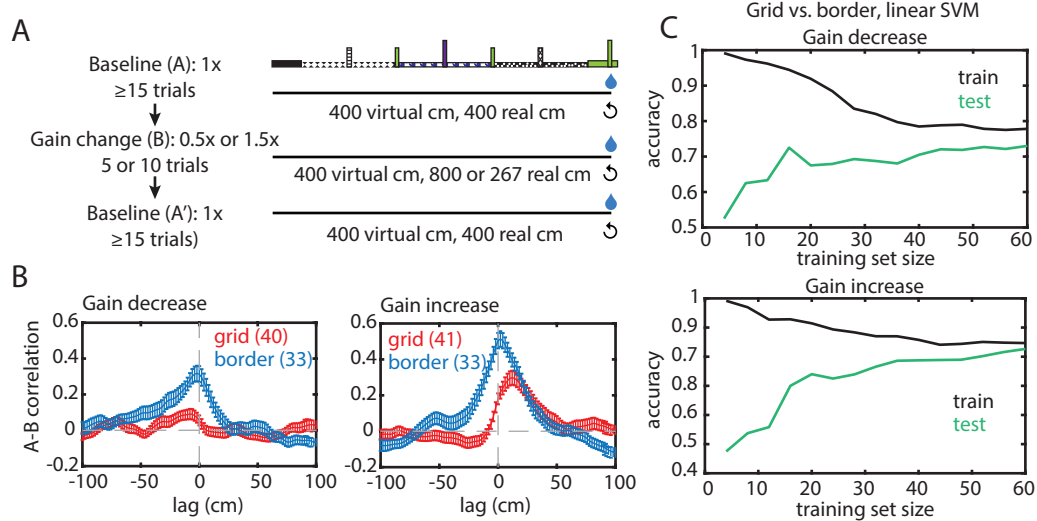 A
Baseline (A): 1x
≥15 trials
Gain change (B): 0.5x or 1.5x
5 or 10 trials
Baseline (A'): 1x
≥15 trials)
400 virtual cm, 400 real cm
400 virtual cm, 800 or 267 real cm
400 virtual cm, 400 real cm
B
Gain decrease
grid (40)
border (33)
A-B correlation
0.6
0.4
0.2
0
-0.2
-100
-50
0
50
100
lag (cm)
Gain increase
grid (41)
border (33)
0.6
0.4
0.2
0
-0.2
-100
-50
0
50
100
lag (cm)
C
Grid vs. border, linear SVM
Gain decrease
train
test
accuracy
1
0.9
0.8
0.7
0.6
0.5
0
10
20
30
40
50
60
training set size
Gain increase
train
test
accuracy
1
0.9
0.7
0.8
0.5
0.4
0
10
20
30
40
50
60
training set size